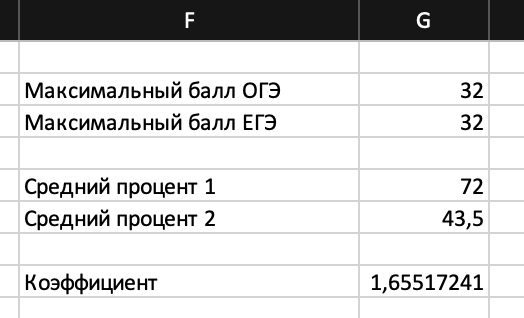 F G
Максимальный балл ОГЭ 32
Максимальный балл ЕГЭ 32
Средний процент 1 72
Средний процент 2 43,5
Коэффициент 1,65517241